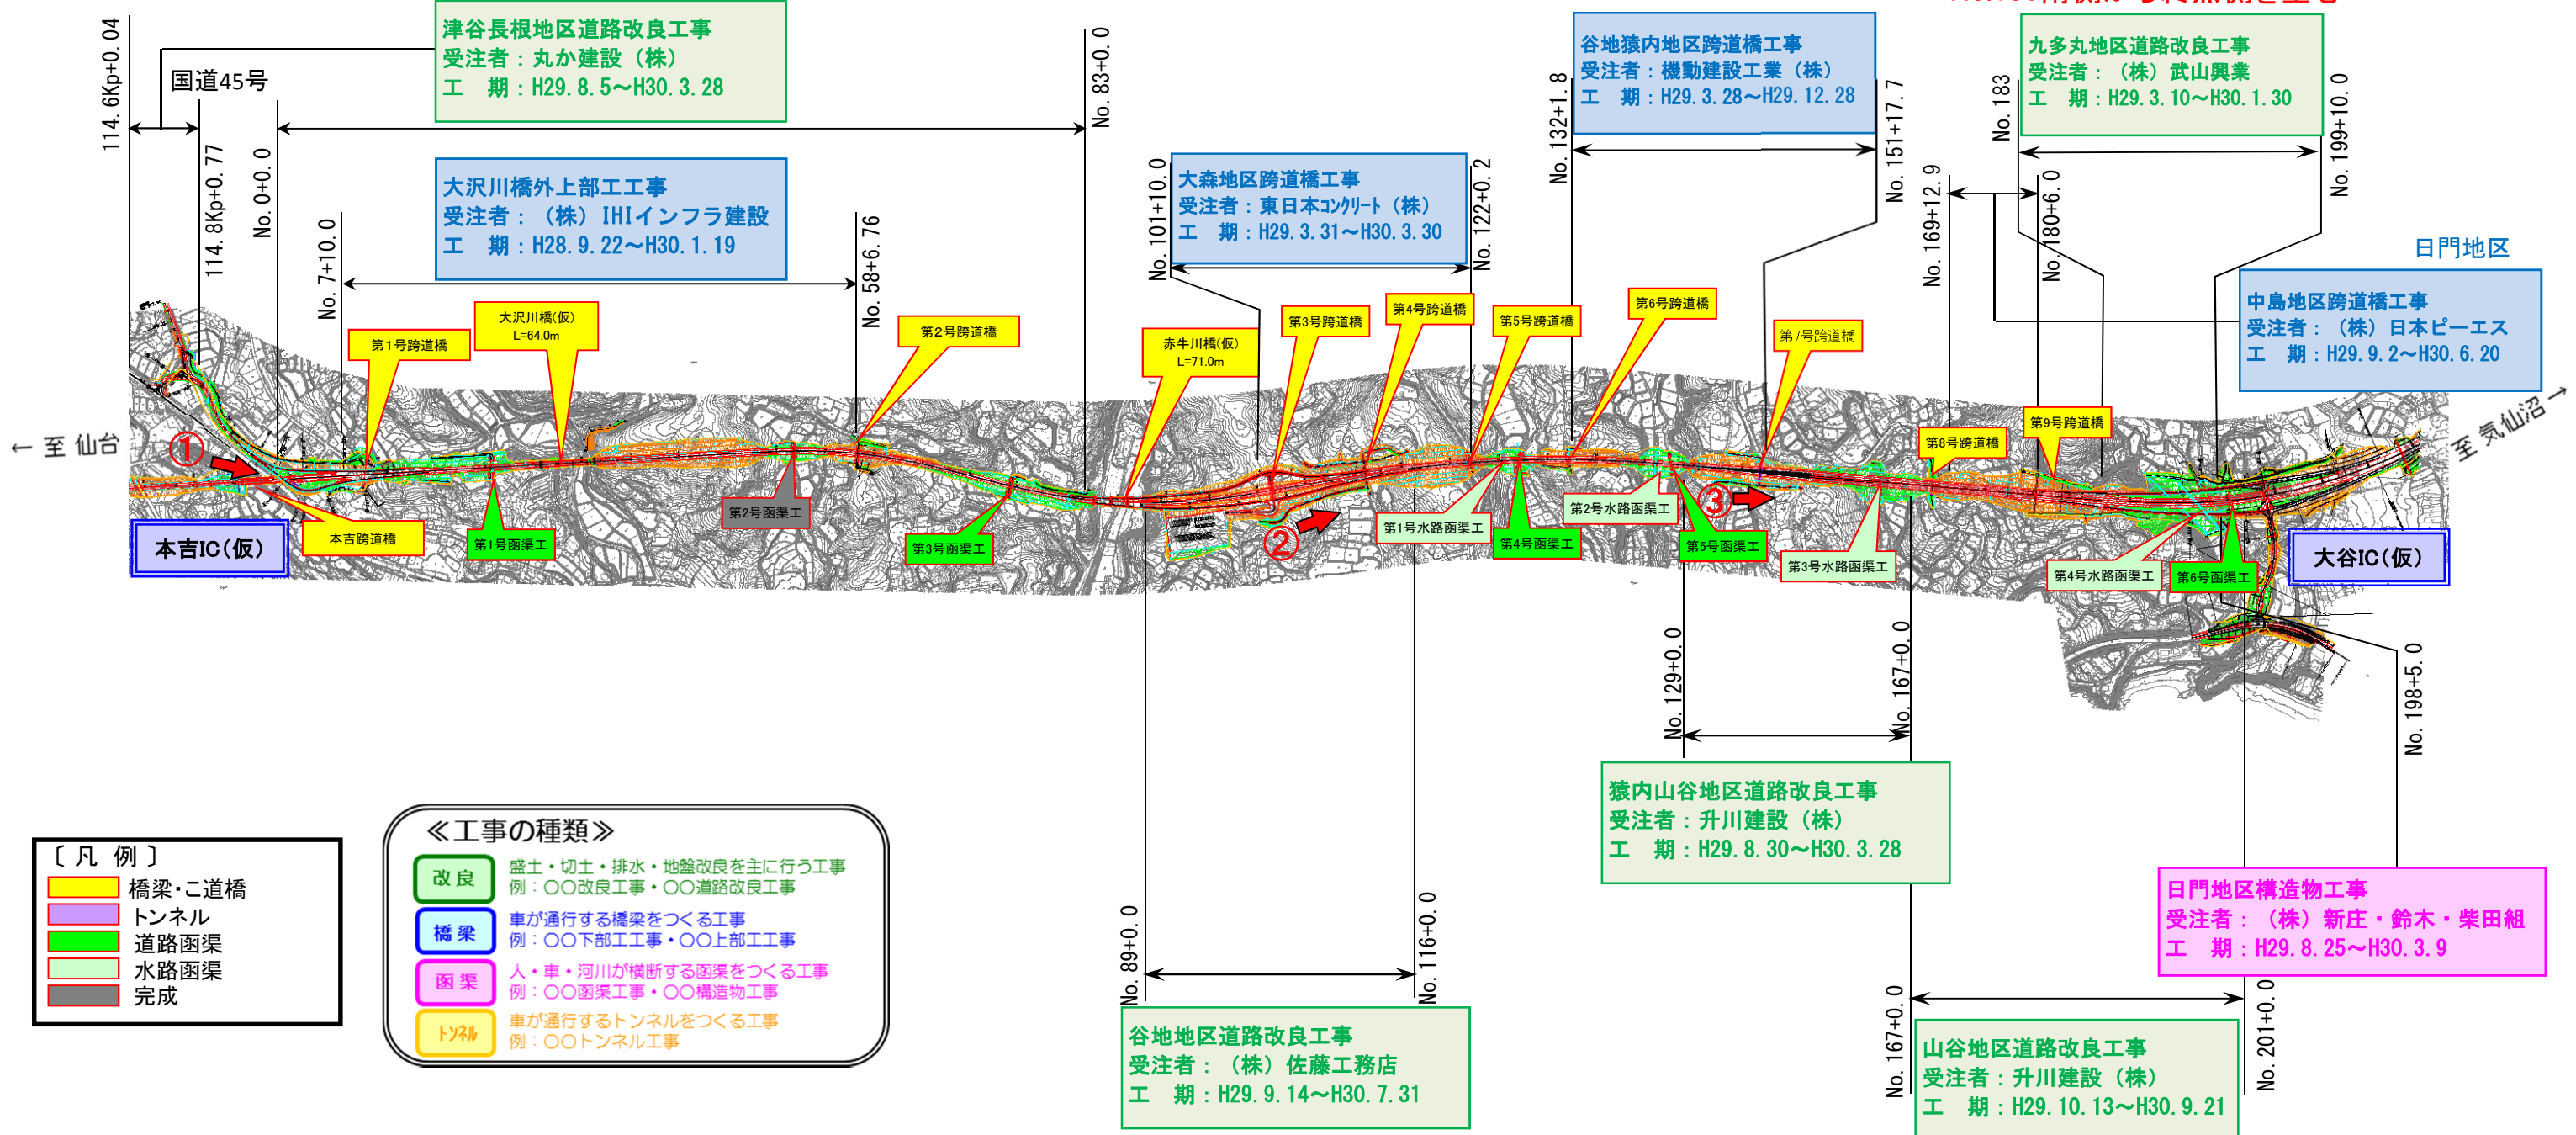 津谷長根地区道路改良工事
受注者：丸か建設（株）
工　期：H29.8.5～H30.3.28
谷地猿内地区跨道橋工事
受注者：機動建設工業（株）
工　期：H29.3.28～H29.12.28
九多丸地区道路改良工事
受注者：（株）武山興業
工　期：H29.3.10～H30.1.30
114.6Kp+0.04
国道45号
114.8Kp+0.77
No.0+0.0
No.83+0.0
No.132+1.8
No.151+17.7
No.183
No.199+10.0
大沢川橋外上部工工事
受注者：（株）IHIインフラ建設
工　期：H28.9.22～H30.1.19
No.7+10.0
No.58+6.76
No.101+10.0
大森地区跨道橋工事
受注者：東日本ｺﾝｸﾘｰﾄ（株）
工　期：H29.3.31～H30.3.30
No.122+0.2
No.169+12.9
No.180+6.0
日門地区
中島地区跨道橋工事
受注者：（株）日本ピーエス
工　期：H29.9.2～H30.6.20
第1号跨道橋
大沢川橋(仮)
L=64.0m
第2号跨道橋
赤牛川橋(仮)
L=71.0m
第3号跨道橋
第4号跨道橋
第5号跨道橋
第6号跨道橋
第7号跨道橋
第8号跨道橋
第9号跨道橋
← 至 仙台
至 気仙沼 →
①
②
③
本吉IC(仮)
本吉跨道橋
第1号函渠工
第2号函渠工
第3号函渠工
第1号水路函渠工
第4号函渠工
第2号水路函渠工
第5号函渠工
第3号水路函渠工
第4号水路函渠工
第6号函渠工
大谷IC(仮)
No.129+0.0
No.167+0.0
No.198+5.0
猿内山谷地区道路改良工事
受注者：升川建設（株）
工　期：H29.8.30～H30.3.28
日門地区構造物工事
受注者：（株）新庄・鈴木・柴田組
工　期：H29.8.25～H30.3.9
No.89+0.0
No.116+0.0
No.167+0.0
No.201+0.0
谷地地区道路改良工事
受注者：（株）佐藤工務店
工　期：H29.9.14～H30.7.31
山谷地区道路改良工事
受注者：升川建設（株）
工　期：H29.10.13～H30.9.21
〔 凡 例 〕
橋梁・こ道橋
トンネル
道路函渠
水路函渠
完成
≪工事の種類≫
改良
盛土・切土・排水・地盤改良を主に行う工事
例：〇〇改良工事・〇〇道路改良工事
橋梁
車が通行する橋梁をつくる工事
例：〇〇下部工工事・〇〇上部工工事
函渠
人・車・河川が横断する函渠をつくる工事
例：〇〇函渠工事・〇〇構造物工事
ﾄﾝﾈﾙ
車が通行するトンネルをつくる工事
例：〇〇トンネル工事